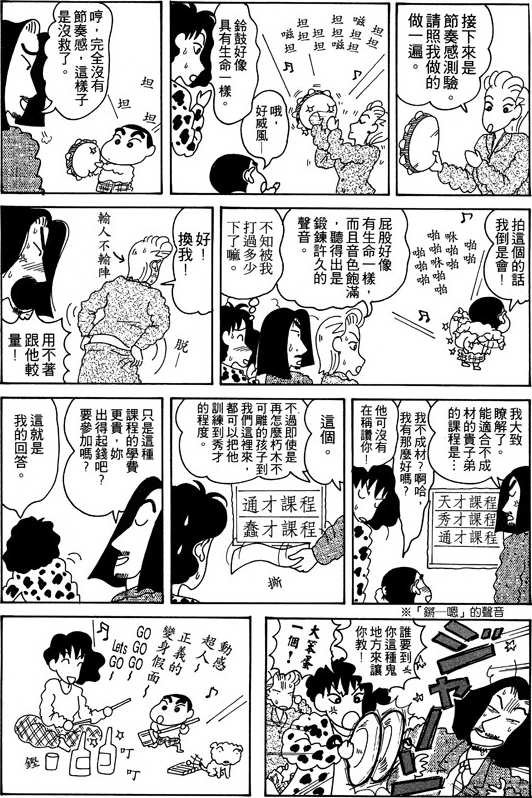 接下來是
節奏感測驗。
請照我做的
做一遍。
坦
滋
坦
坦
滋
坦
坦
鈴鼓好像
具有生命一樣。
哦，
好威風…
坦
坦
坦
坦
哼，完全沒有
節奏感，這樣子
是沒救了。
拍這個的話
我倒是會！
啪
啪
咻
啪
啪
啪
咻
啪
啪
屁股好像
有生命一樣，
而且音色飽滿
，聽得出是
鍛鍊許久的
聲音。
不知被我
打過多少
下了嘛。
好！
換我！
輸人不輸陣
脫
用不著
跟他較
量！
我大致
瞭解了。
能適合不成
材的貴子弟
的課程是…
我不成材？啊哈，
我有那麼好嗎？
他可沒有
在稱讚你！
天才課程
秀才課程
通才課程
這個。
不過即使是
再怎麼朽木不
可雕的孩子到
我們這裡來，
都可以把他
訓練到秀才
的程度。
通才課程
蠢才課程
撕
只是這種
課程的學費
更貴，妳
出得起錢吧？
要參加嗎？
這就是
我的回答。
※「鏘—嗯」的聲音
誰要到
你這種鬼
地方來讓
你教！
大笨蛋
一個！
ジャーン
動感
超人
正義的
變身假面
GO
GO
GO〜
Lets
GO〜
鏗
叮
叮